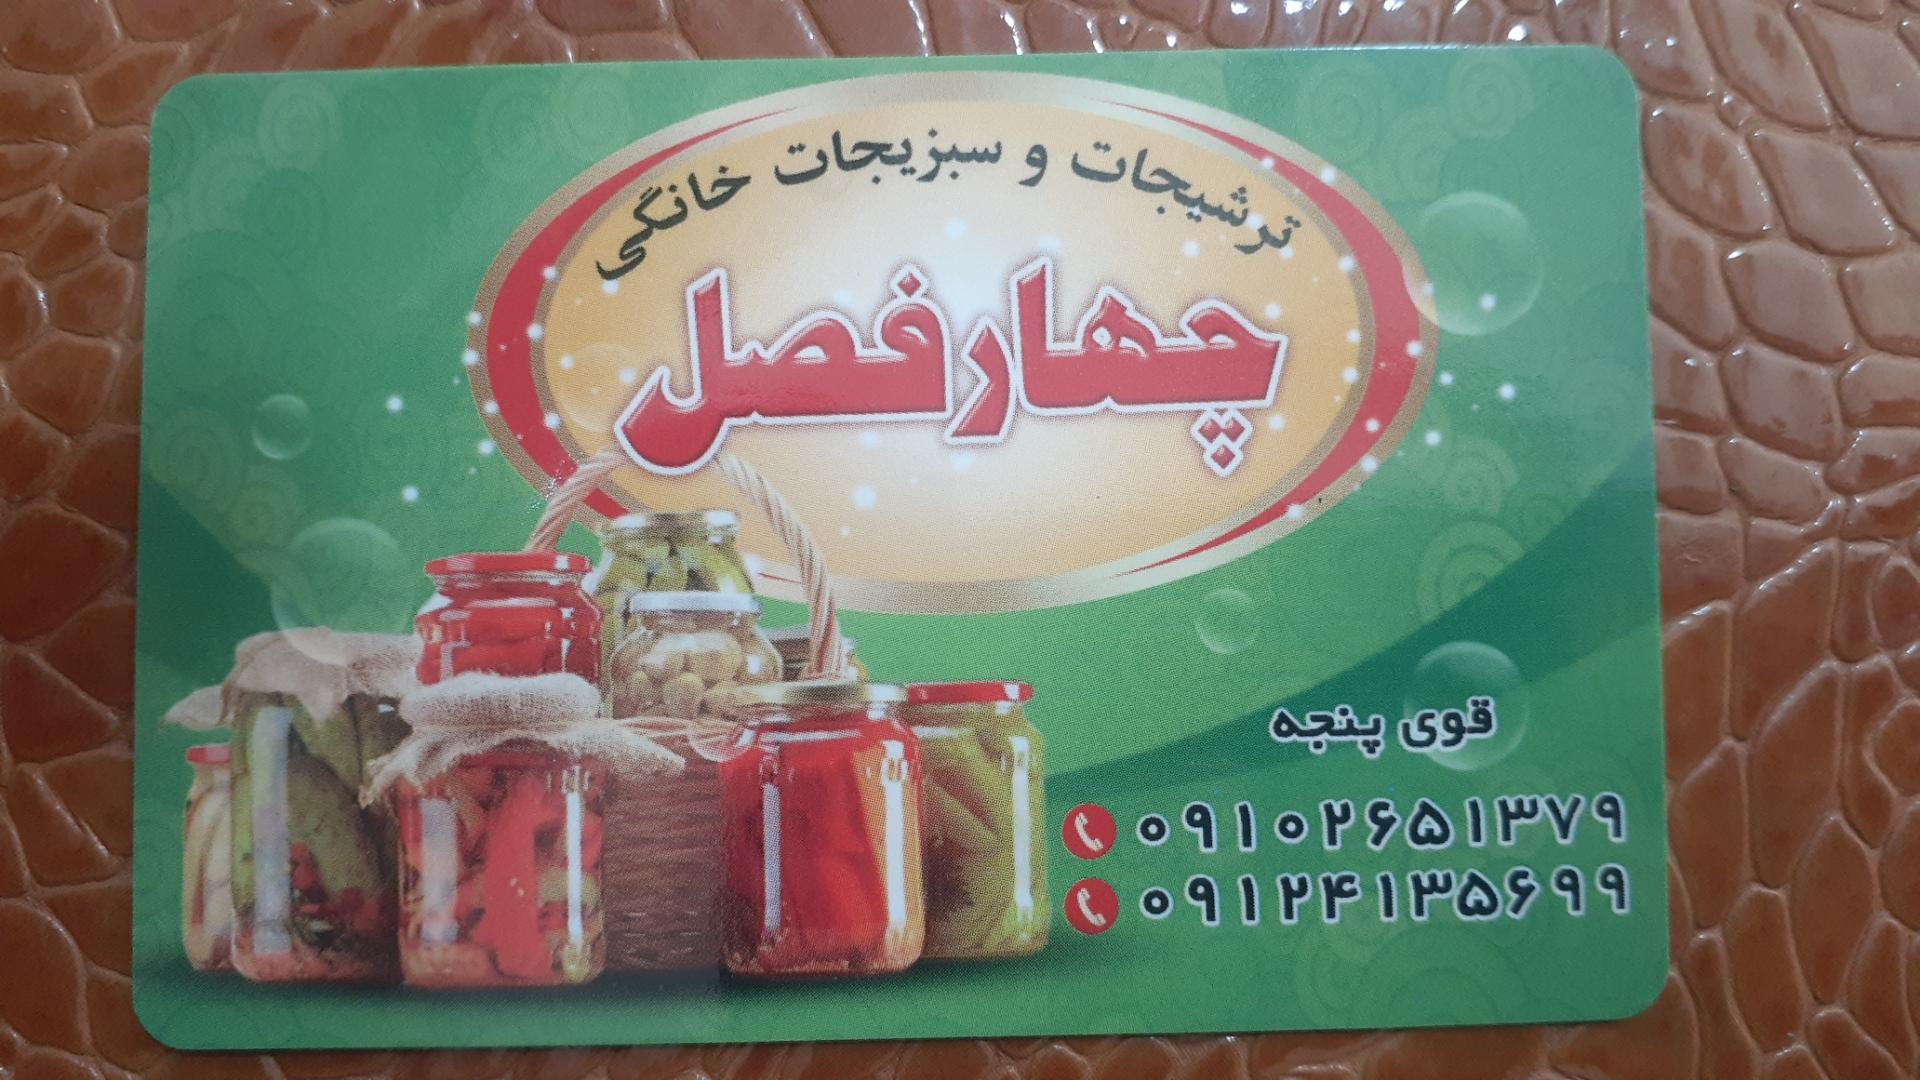 ترشیجات و سبزیجات خانگی
چهارفصل
قوی پنجه
۰۹۱۰۲۶۵۱۳۷۹
۰۹۱۲۴۱۳۵۶۹۹